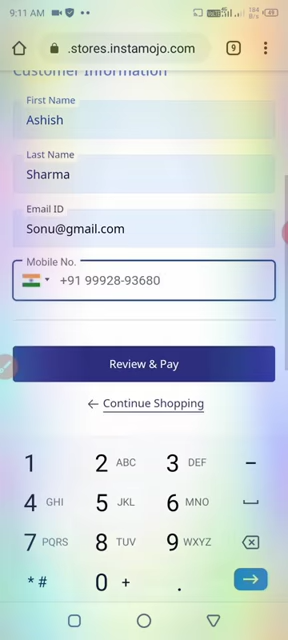 9:11 AM
.stores.instamojo.com
9
Customer Information
First Name
Ashish
Last Name
Sharma
Email ID
Sonu@gmail.com
Mobile No.
+91 99928-93680
Review & Pay
← Continue Shopping
1 2 ABC 3 DEF −
4 GHI 5 JKL 6 MNO
7 PQRS 8 TUV 9 WXYZ
*# 0 + .